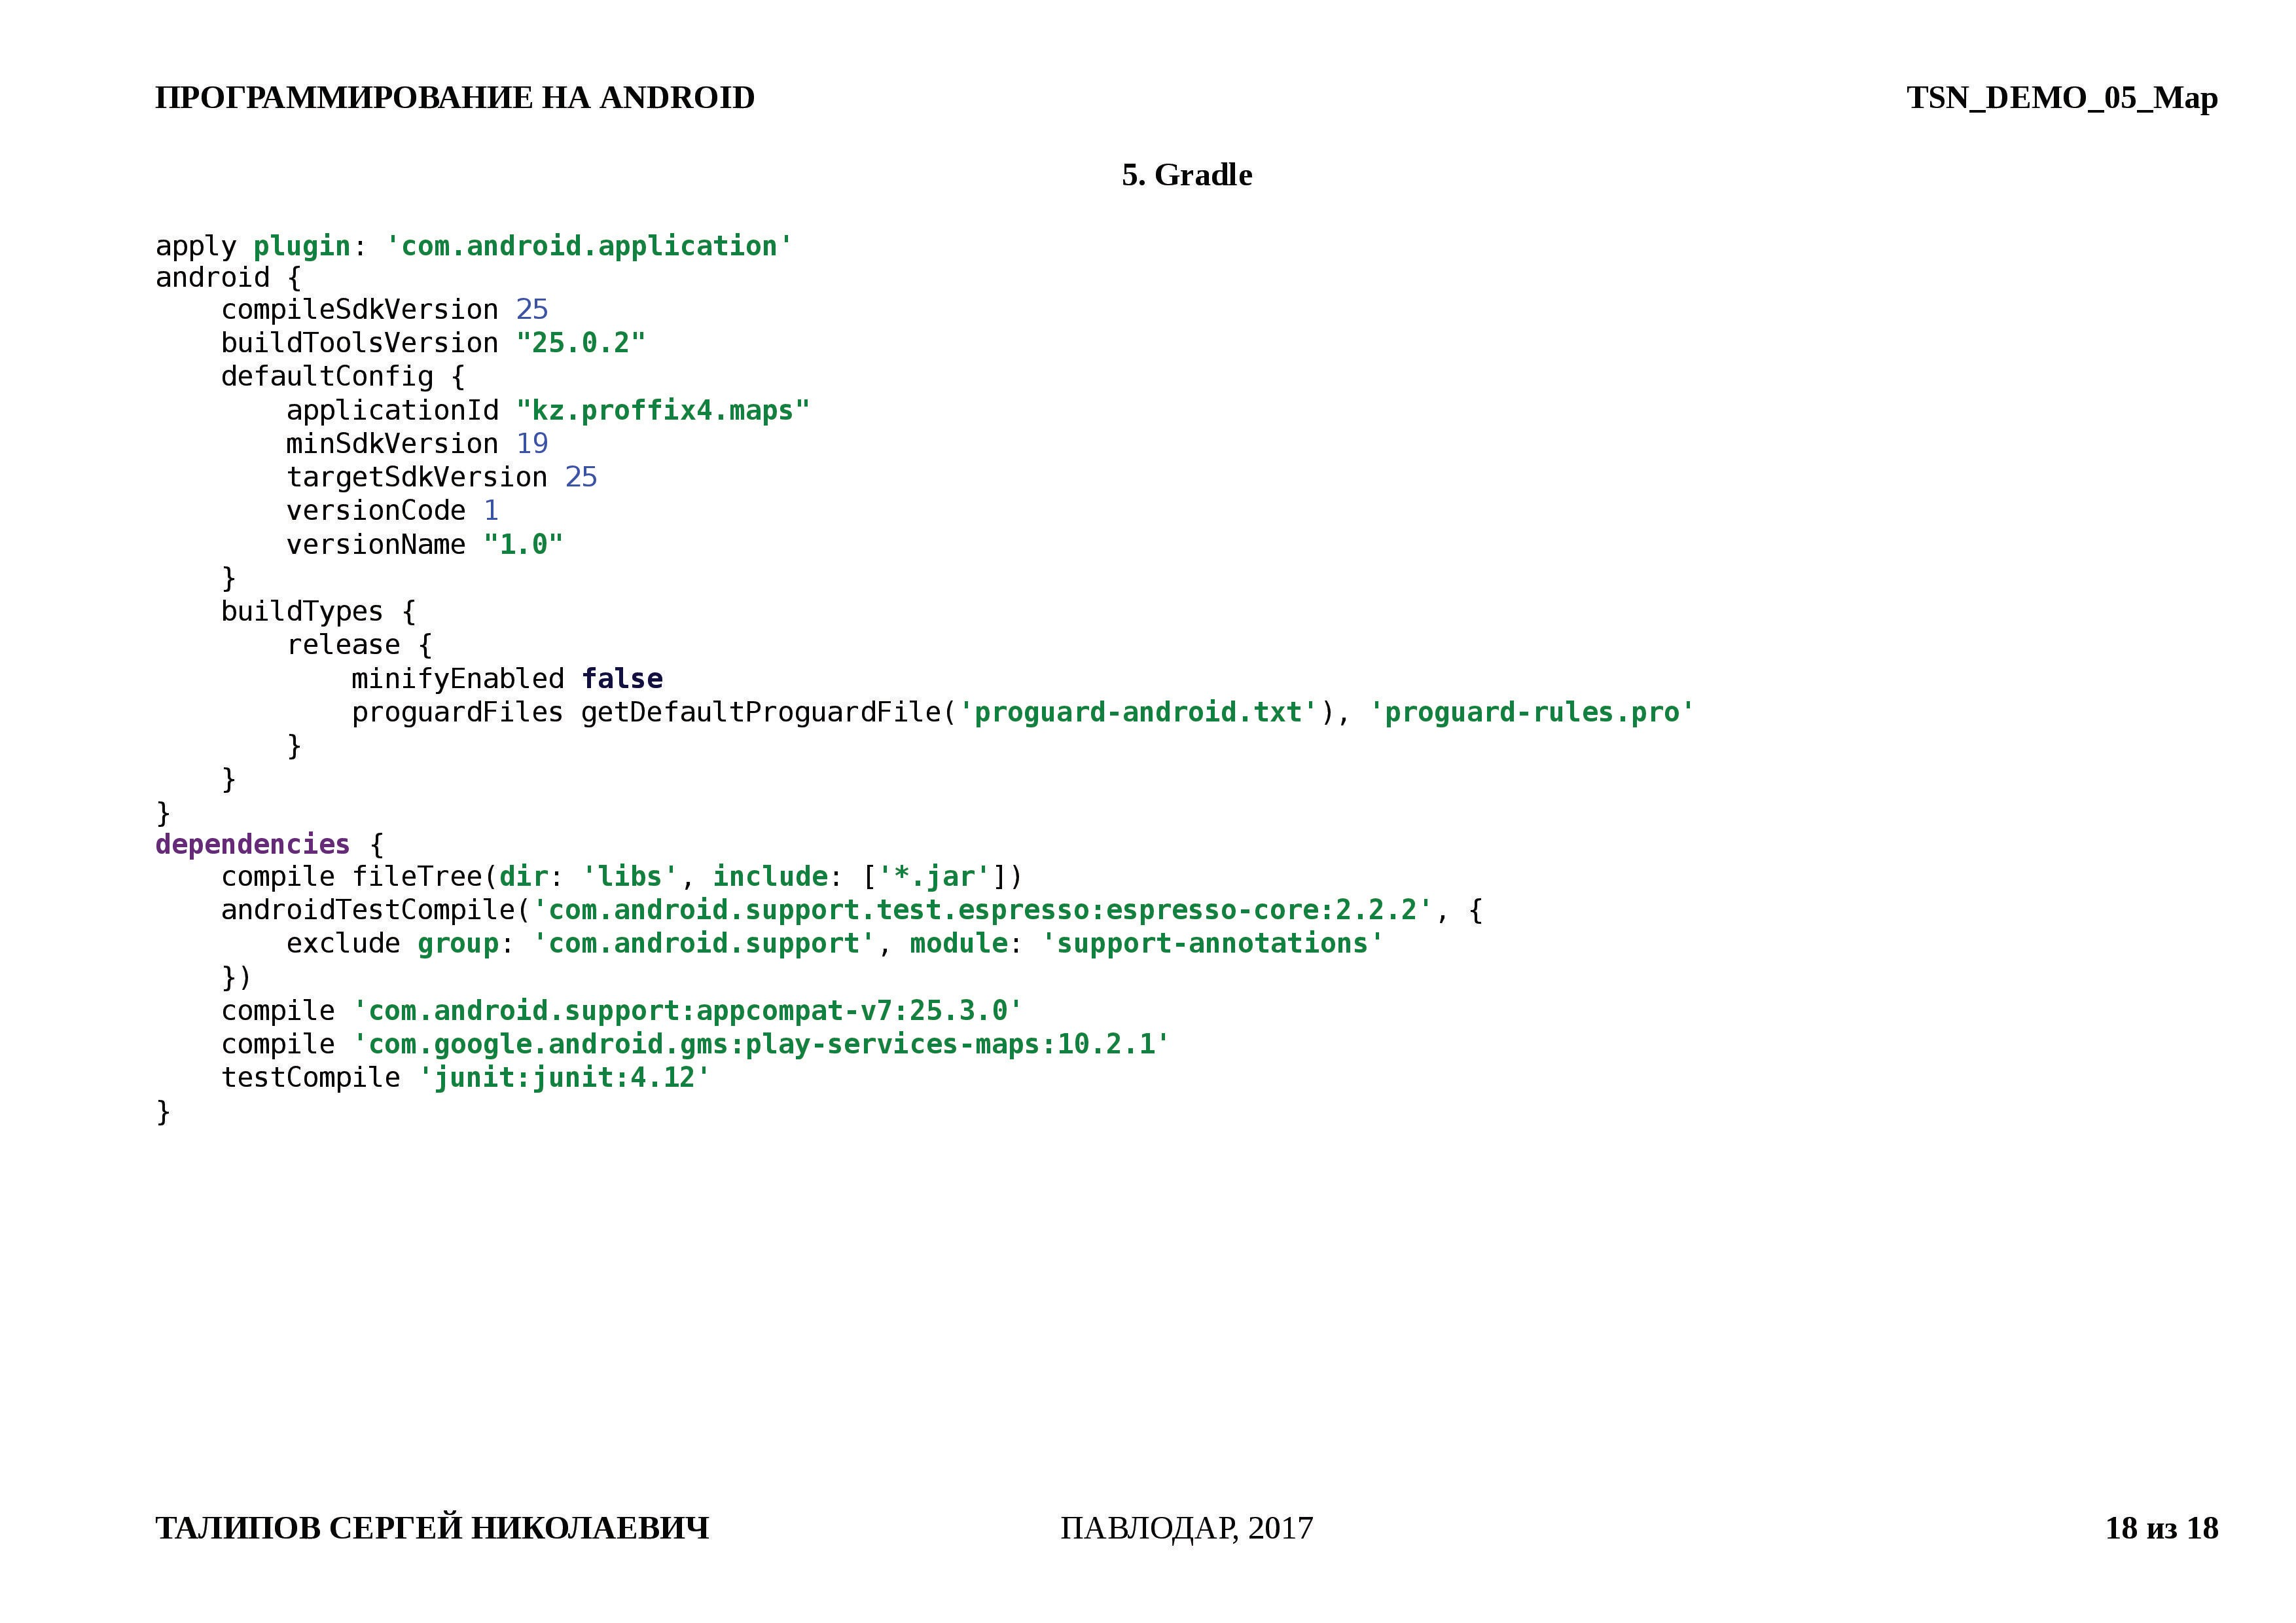 ПРОГРАММИРОВАНИЕ НА ANDROID TSN_DEMO_05_Map
5. Gradle
apply plugin: 'com.android.application'
android {
    compileSdkVersion 25
    buildToolsVersion "25.0.2"
    defaultConfig {
        applicationId "kz.proffix4.maps"
        minSdkVersion 19
        targetSdkVersion 25
        versionCode 1
        versionName "1.0"
    }
    buildTypes {
        release {
            minifyEnabled false
            proguardFiles getDefaultProguardFile('proguard-android.txt'), 'proguard-rules.pro'
        }
    }
}
dependencies {
    compile fileTree(dir: 'libs', include: ['*.jar'])
    androidTestCompile('com.android.support.test.espresso:espresso-core:2.2.2', {
        exclude group: 'com.android.support', module: 'support-annotations'
    })
    compile 'com.android.support:appcompat-v7:25.3.0'
    compile 'com.google.android.gms:play-services-maps:10.2.1'
    testCompile 'junit:junit:4.12'
}
ТАЛИПОВ СЕРГЕЙ НИКОЛАЕВИЧ ПАВЛОДАР, 2017 18 из 18